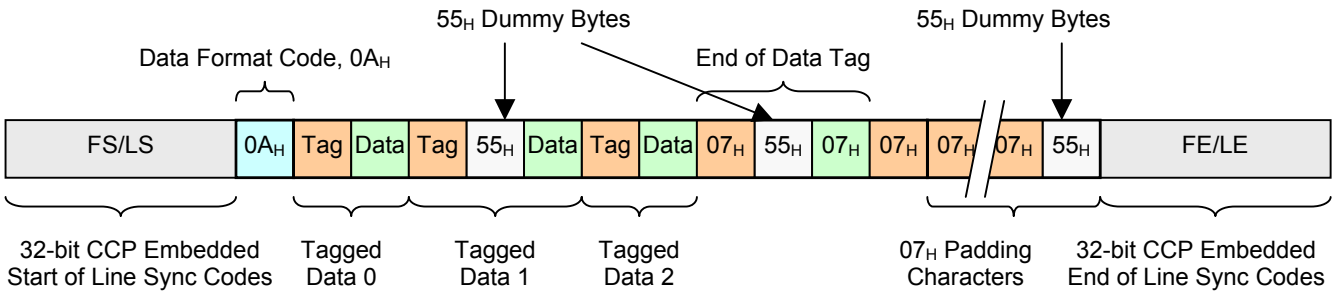 55H Dummy Bytes
55H Dummy Bytes
Data Format Code, 0AH
End of Data Tag
FS/LS 0AH Tag Data Tag 55H Data Tag Data 07H 55H 07H 07H 07H 07H 55H FE/LE
32-bit CCP Embedded
Start of Line Sync Codes
Tagged
Data 0
Tagged
Data 1
Tagged
Data 2
07H Padding
Characters
32-bit CCP Embedded
End of Line Sync Codes